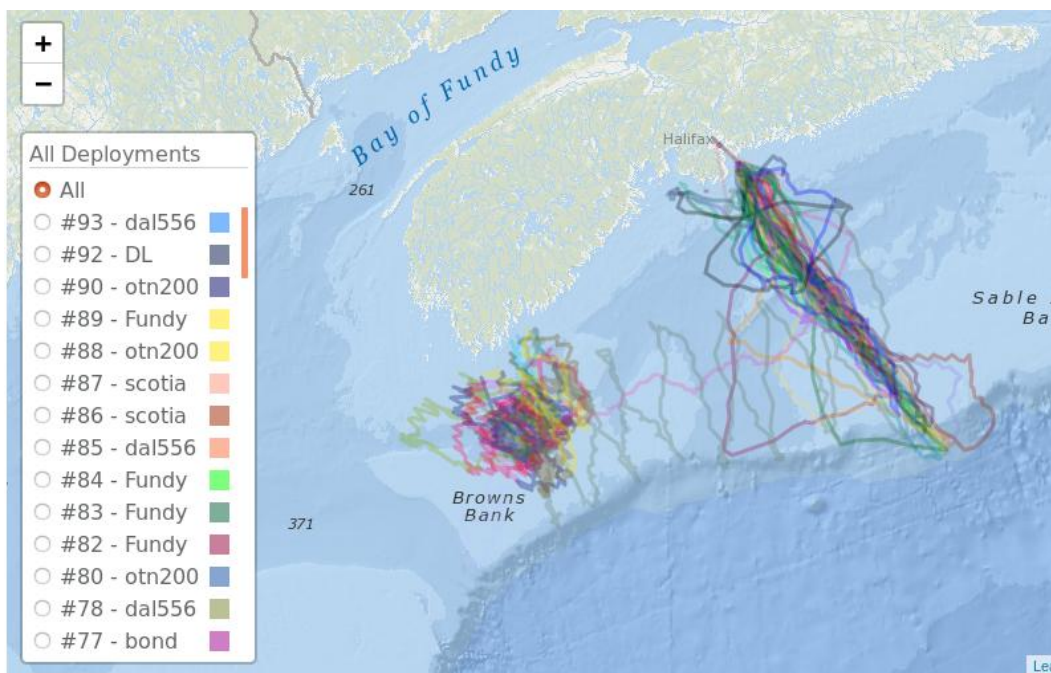 +
−
Bay of Fundy
Halifax
All Deployments
All
261
#93 - dal556
#92 - DL
#90 - otn200
Sable
Ba
#89 - Fundy
#88 - otn200
#87 - scotia
#86 - scotia
#85 - dal556
#84 - Fundy
Browns
Bank
#83 - Fundy
371
#82 - Fundy
#80 - otn200
#78 - dal556
#77 - bond
Lea